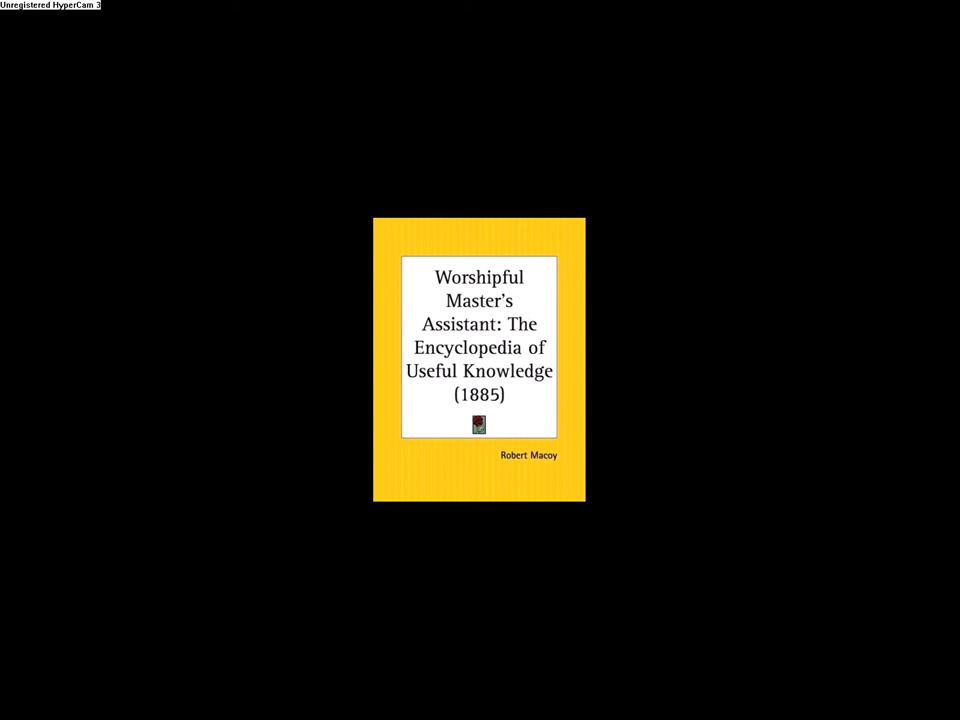 Unregistered HyperCam 3
Worshipful
Master's
Assistant: The
Encyclopedia of
Useful Knowledge
(1885)
Robert Macoy